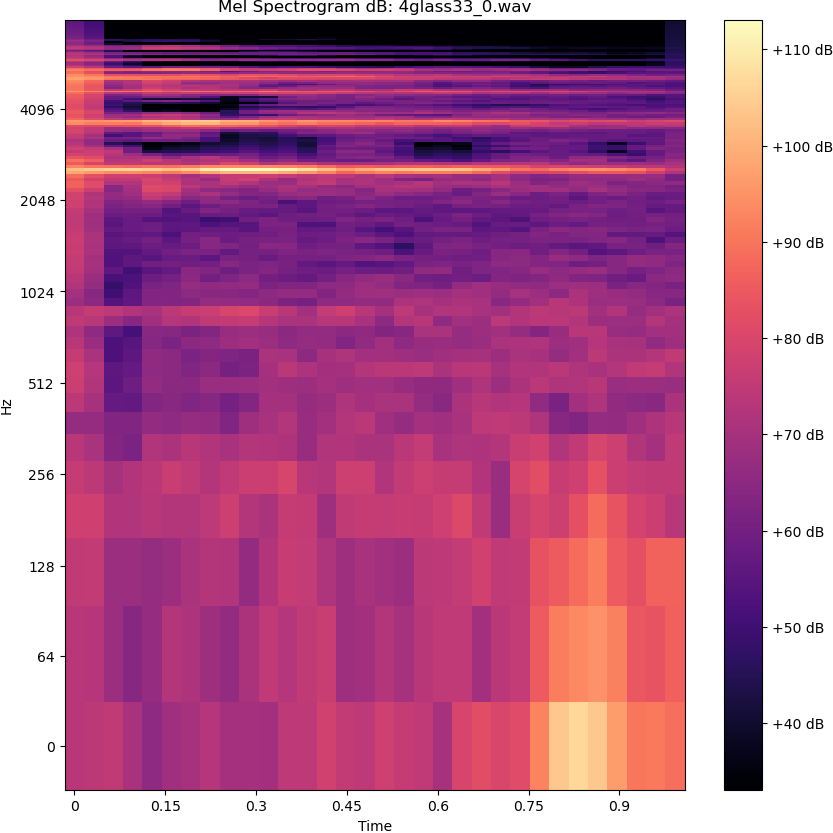 Mel Spectrogram dB: 4glass33_0.wav
Hz
4096
2048
1024
512
256
128
64
0
0
0.15
0.3
0.45
0.6
0.75
0.9
Time
+110 dB
+100 dB
+90 dB
+80 dB
+70 dB
+60 dB
+50 dB
+40 dB